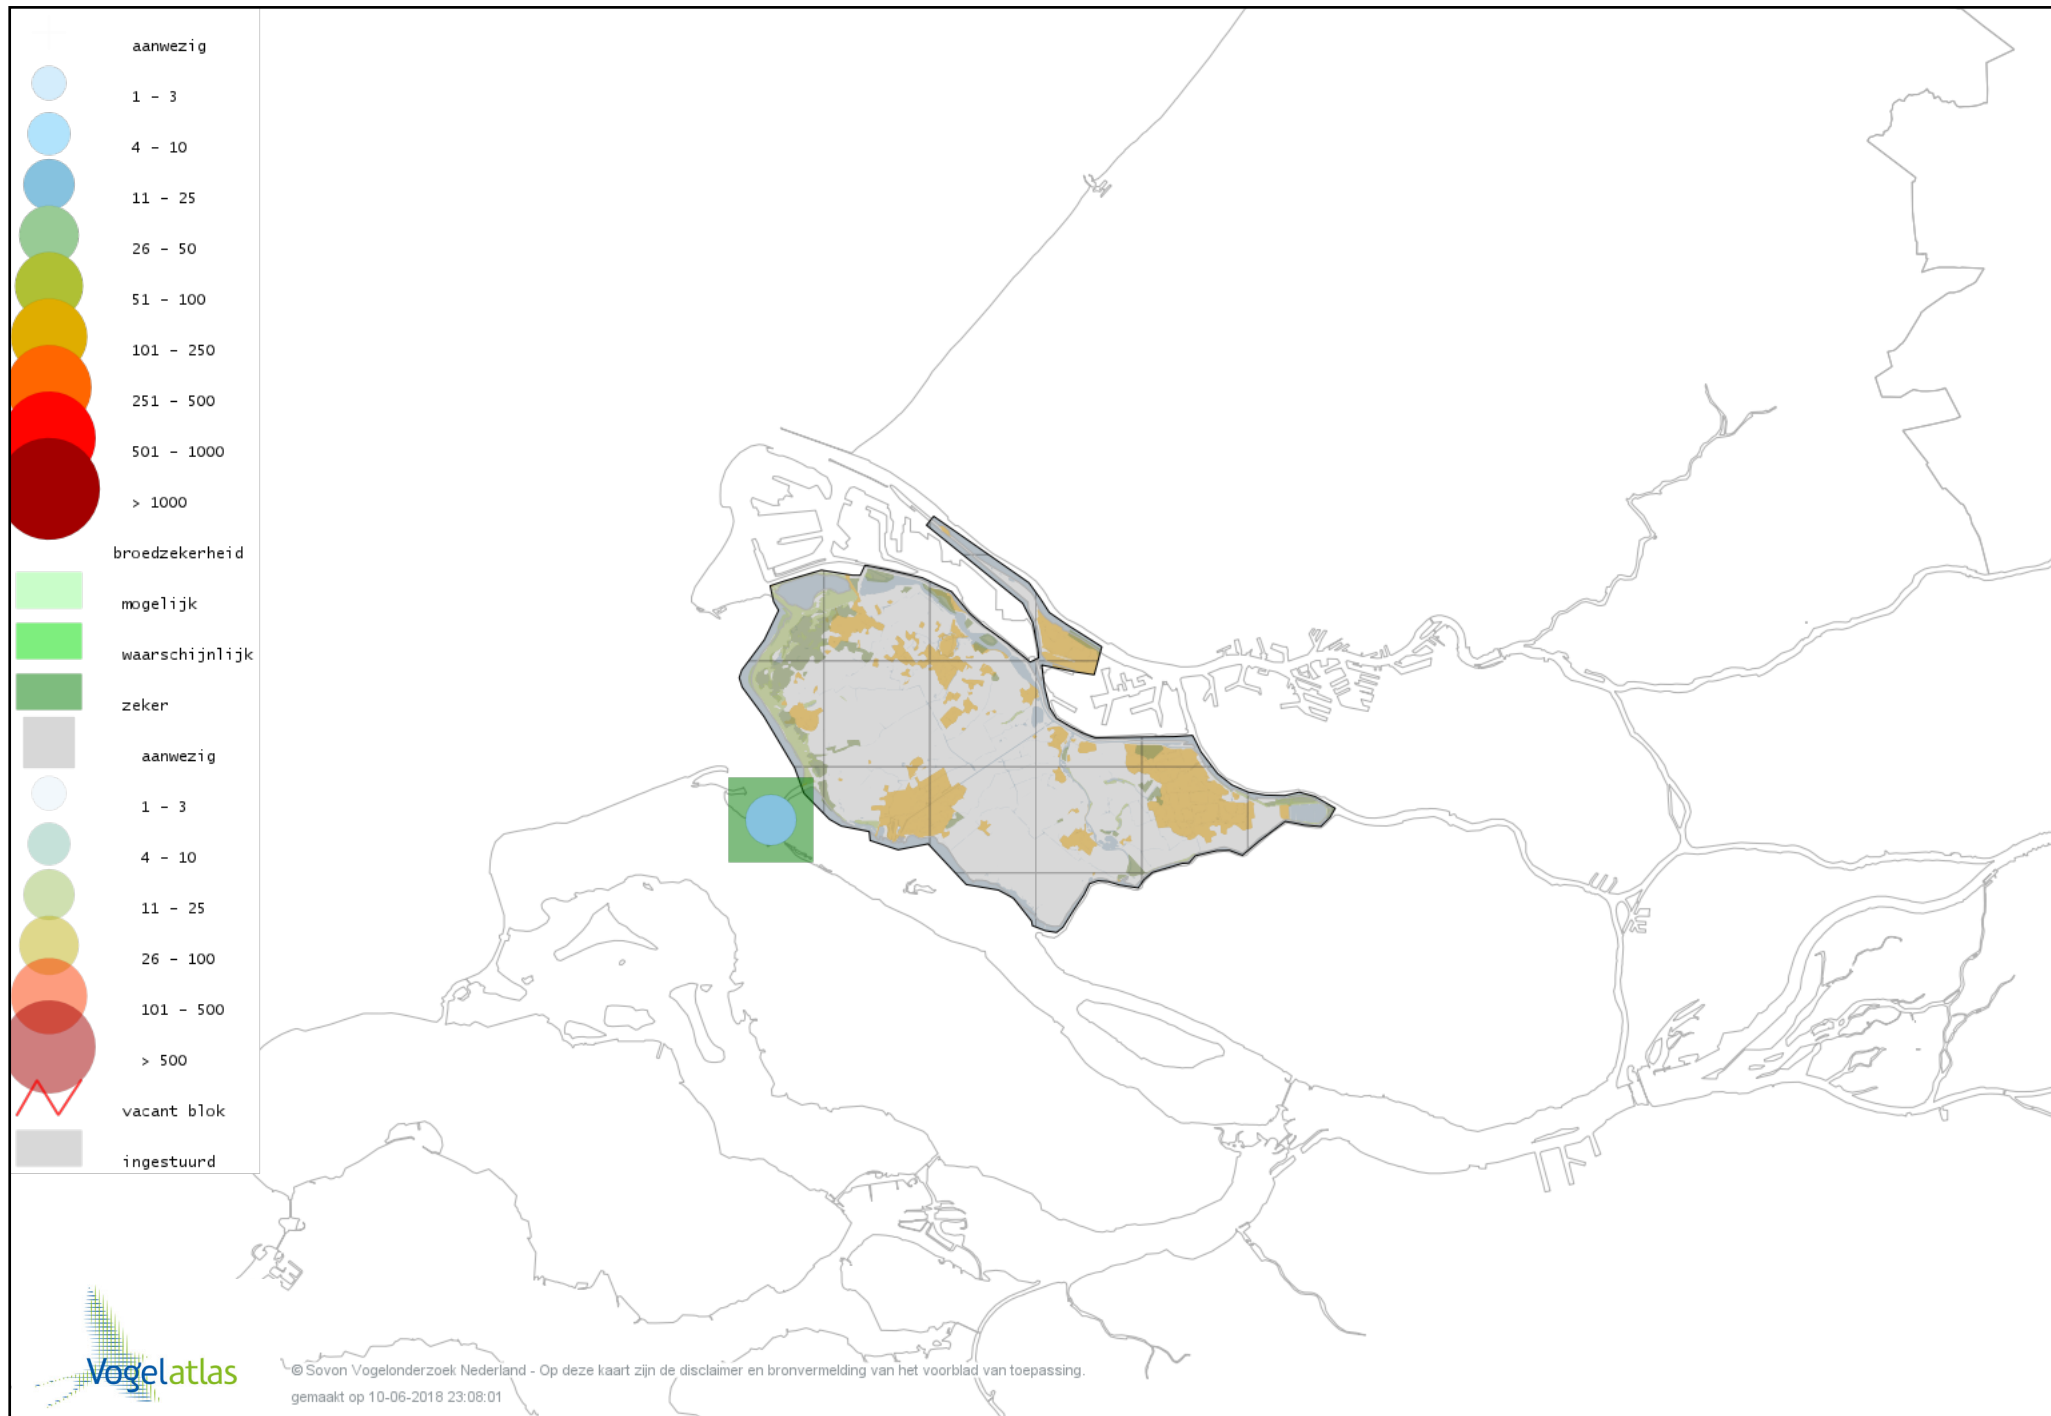 aanwezig
1 - 3
4 - 10
11 - 25
26 - 50
51 - 100
101 - 250
251 - 500
501 - 1000
> 1000
broedzekerheid
mogelijk
waarschijnlijk
zeker
aanwezig
1 - 3
4 - 10
11 - 25
26 - 100
101 - 500
> 500
vacant blok
ingestuurd
Vogelatlas
© Sovon Vogelonderzoek Nederland - Op deze kaart zijn de disclaimer en bronvermelding van het voorblad van toepassing.
gemaakt op 10-06-2018 23:08:01